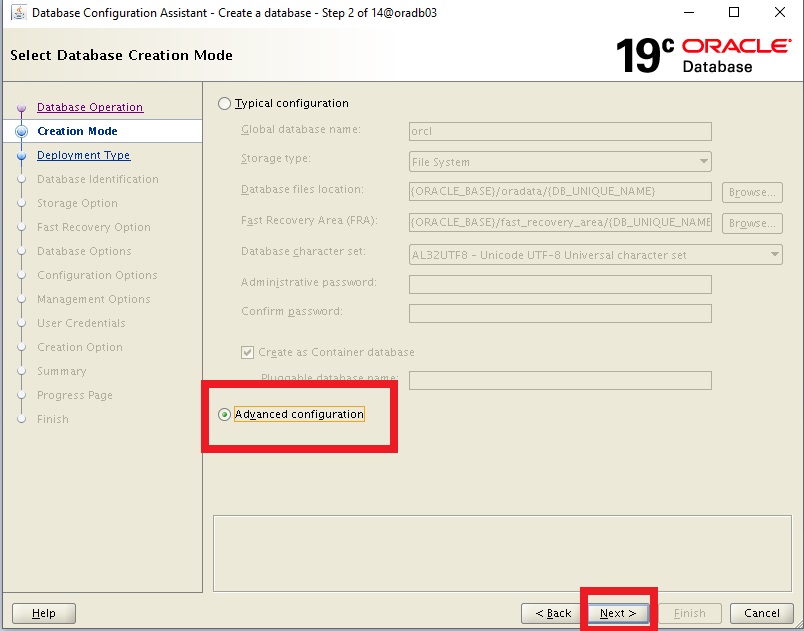 Database Configuration Assistant - Create a database - Step 2 of 14@oradb03
Select Database Creation Mode
19c ORACLE
Database
Database Operation
Creation Mode
Deployment Type
Database Identification
Storage Option
Fast Recovery Option
Database Options
Configuration Options
Management Options
User Credentials
Creation Option
Summary
Progress Page
Finish
Typical configuration
Global database name:
orcl
Storage type:
File System
Database files location:
{ORACLE_BASE}/oradata/{DB_UNIQUE_NAME}
Browse...
Fast Recovery Area (FRA):
{ORACLE_BASE}/fast_recovery_area/{DB_UNIQUE_NAME
Browse...
Database character set:
AL32UTF8 - Unicode UTF-8 Universal character set
Administrative password:
Confirm password:
Create as Container database
Pluggable database name:
Advanced configuration
Help
< Back
Next >
Finish
Cancel